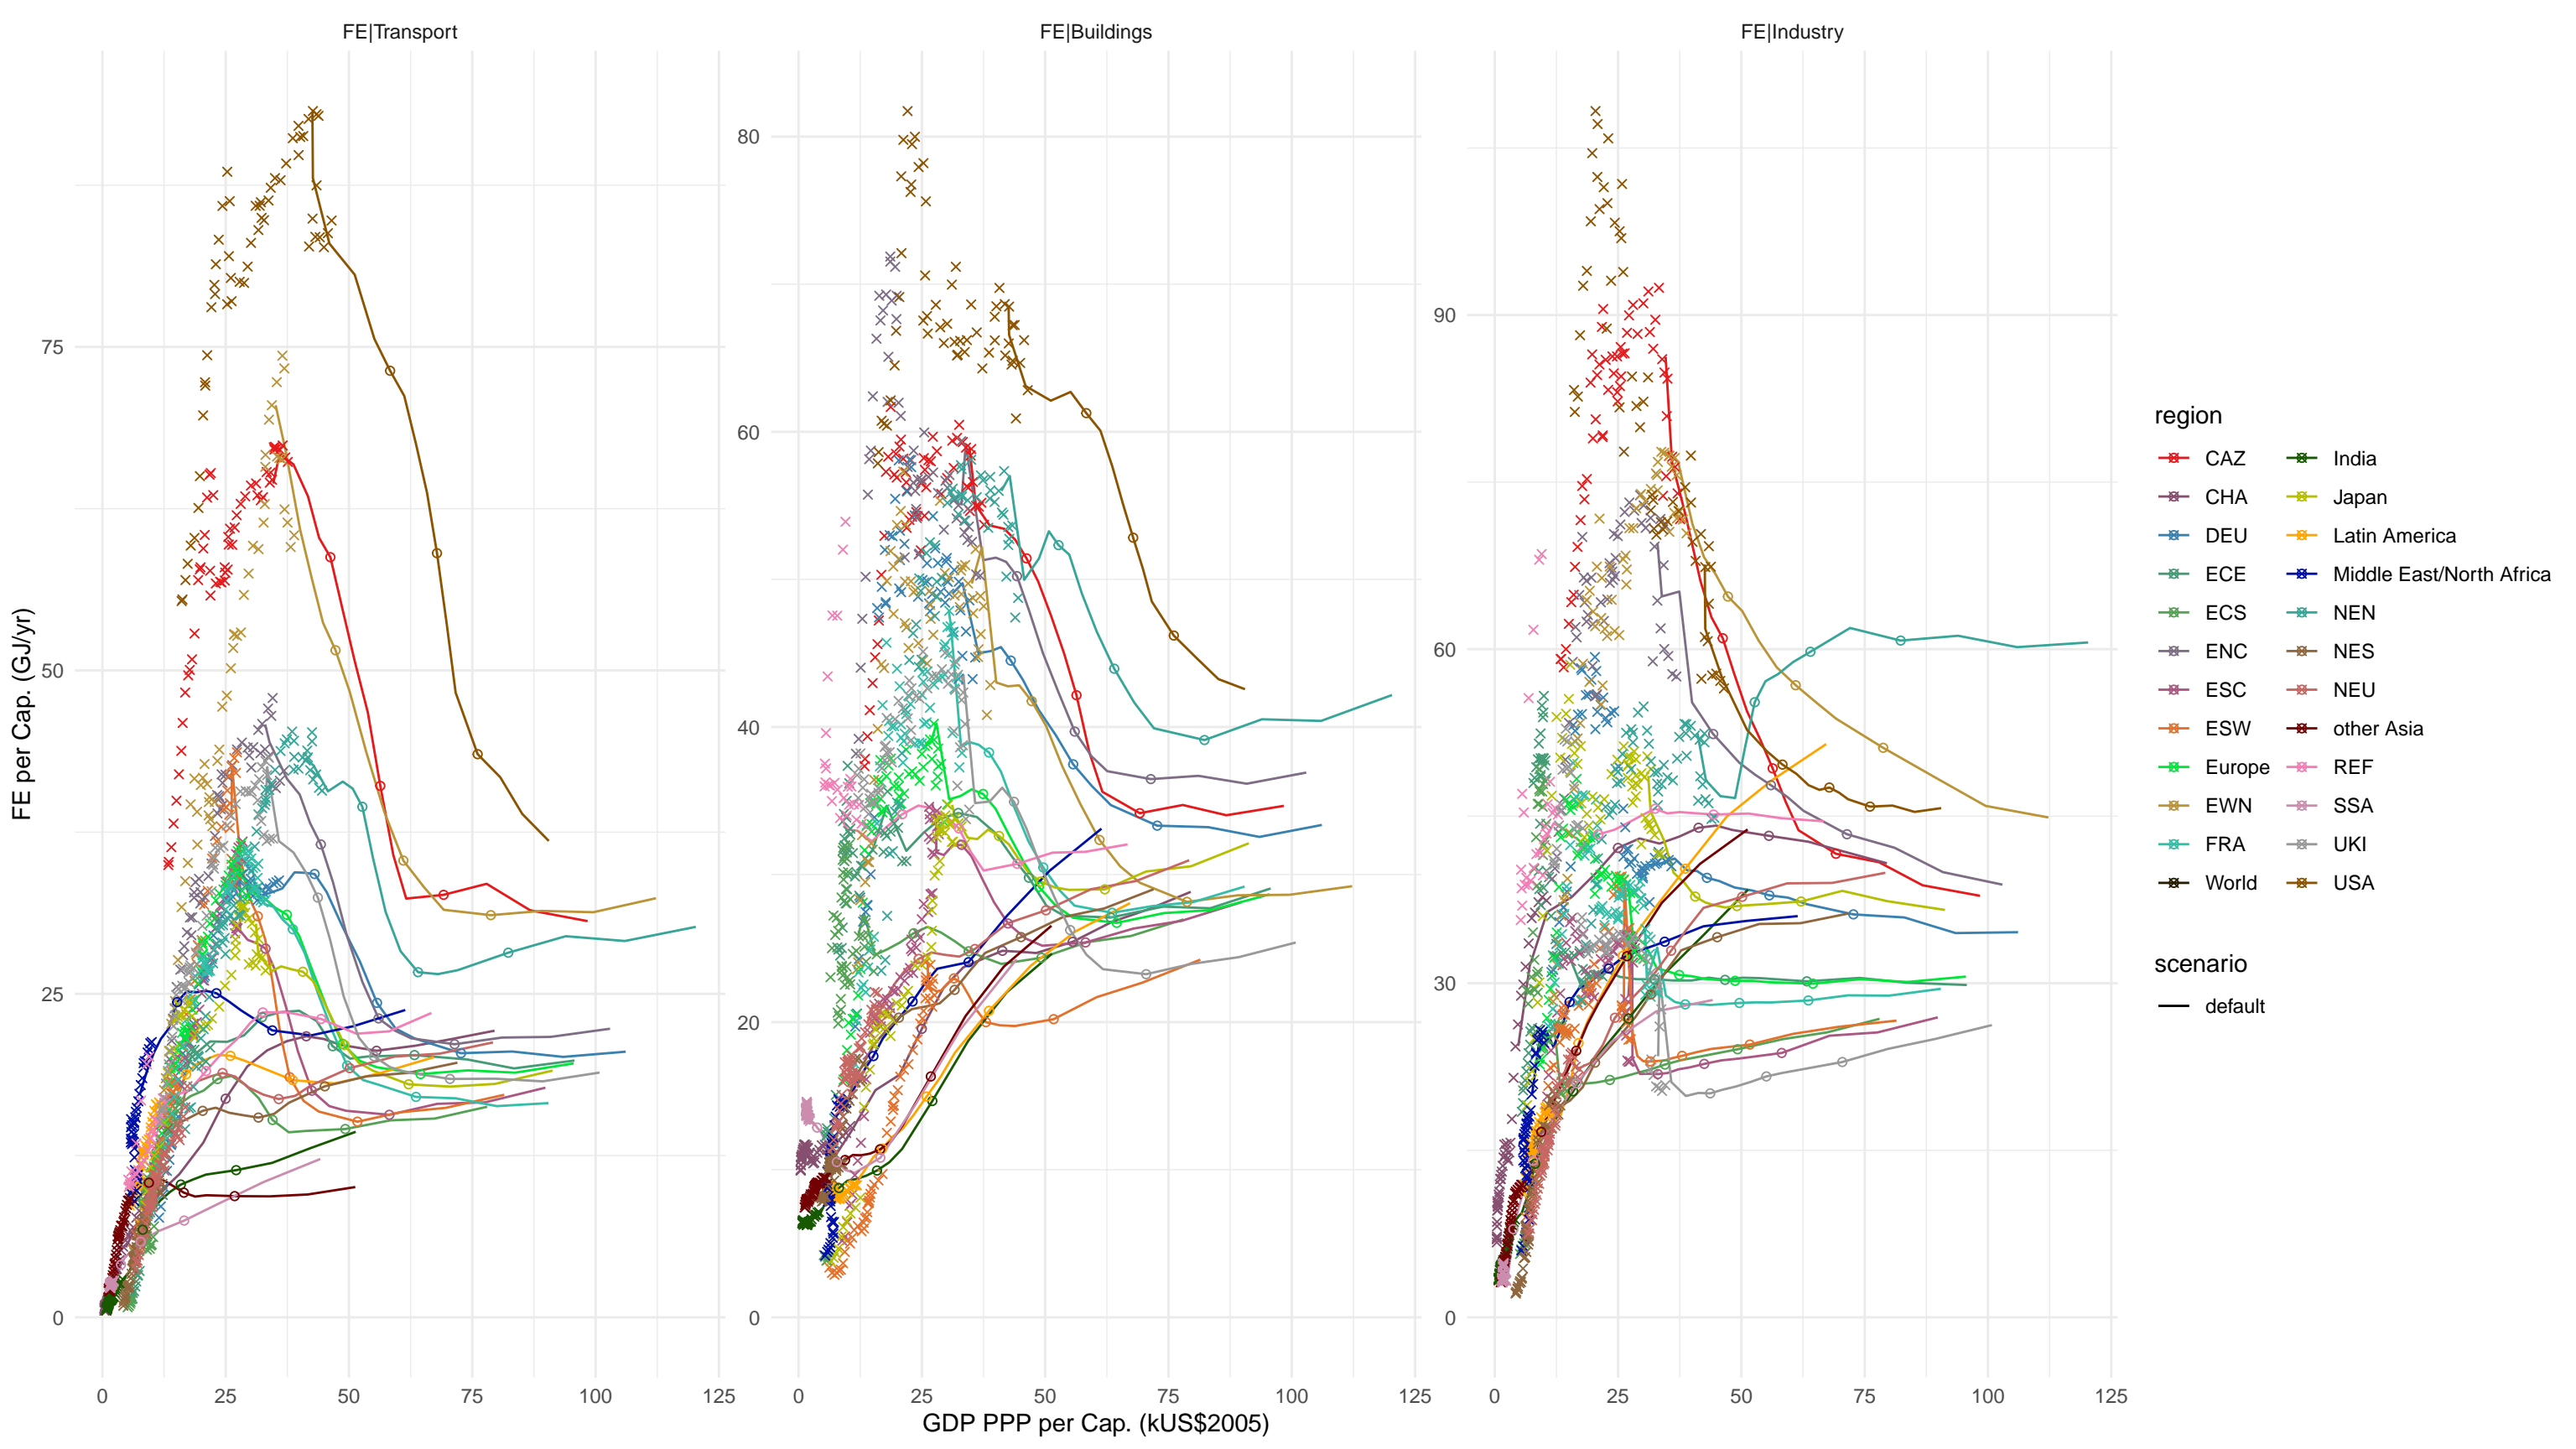 FE|Transport
FE|Buildings
FE|Industry
FE per Cap. (GJ/yr)
75
50
25
0
80
60
40
20
0
90
60
30
0
0 25 50 75 100 125
0 25 50 75 100 125
0 25 50 75 100 125
GDP PPP per Cap. (kUS$2005)
region
CAZ India
CHA Japan
DEU Latin America
ECE Middle East/North Africa
ECS NEN
ENC NES
ESC NEU
ESW other Asia
Europe REF
EWN SSA
FRA UKI
World USA
scenario
default